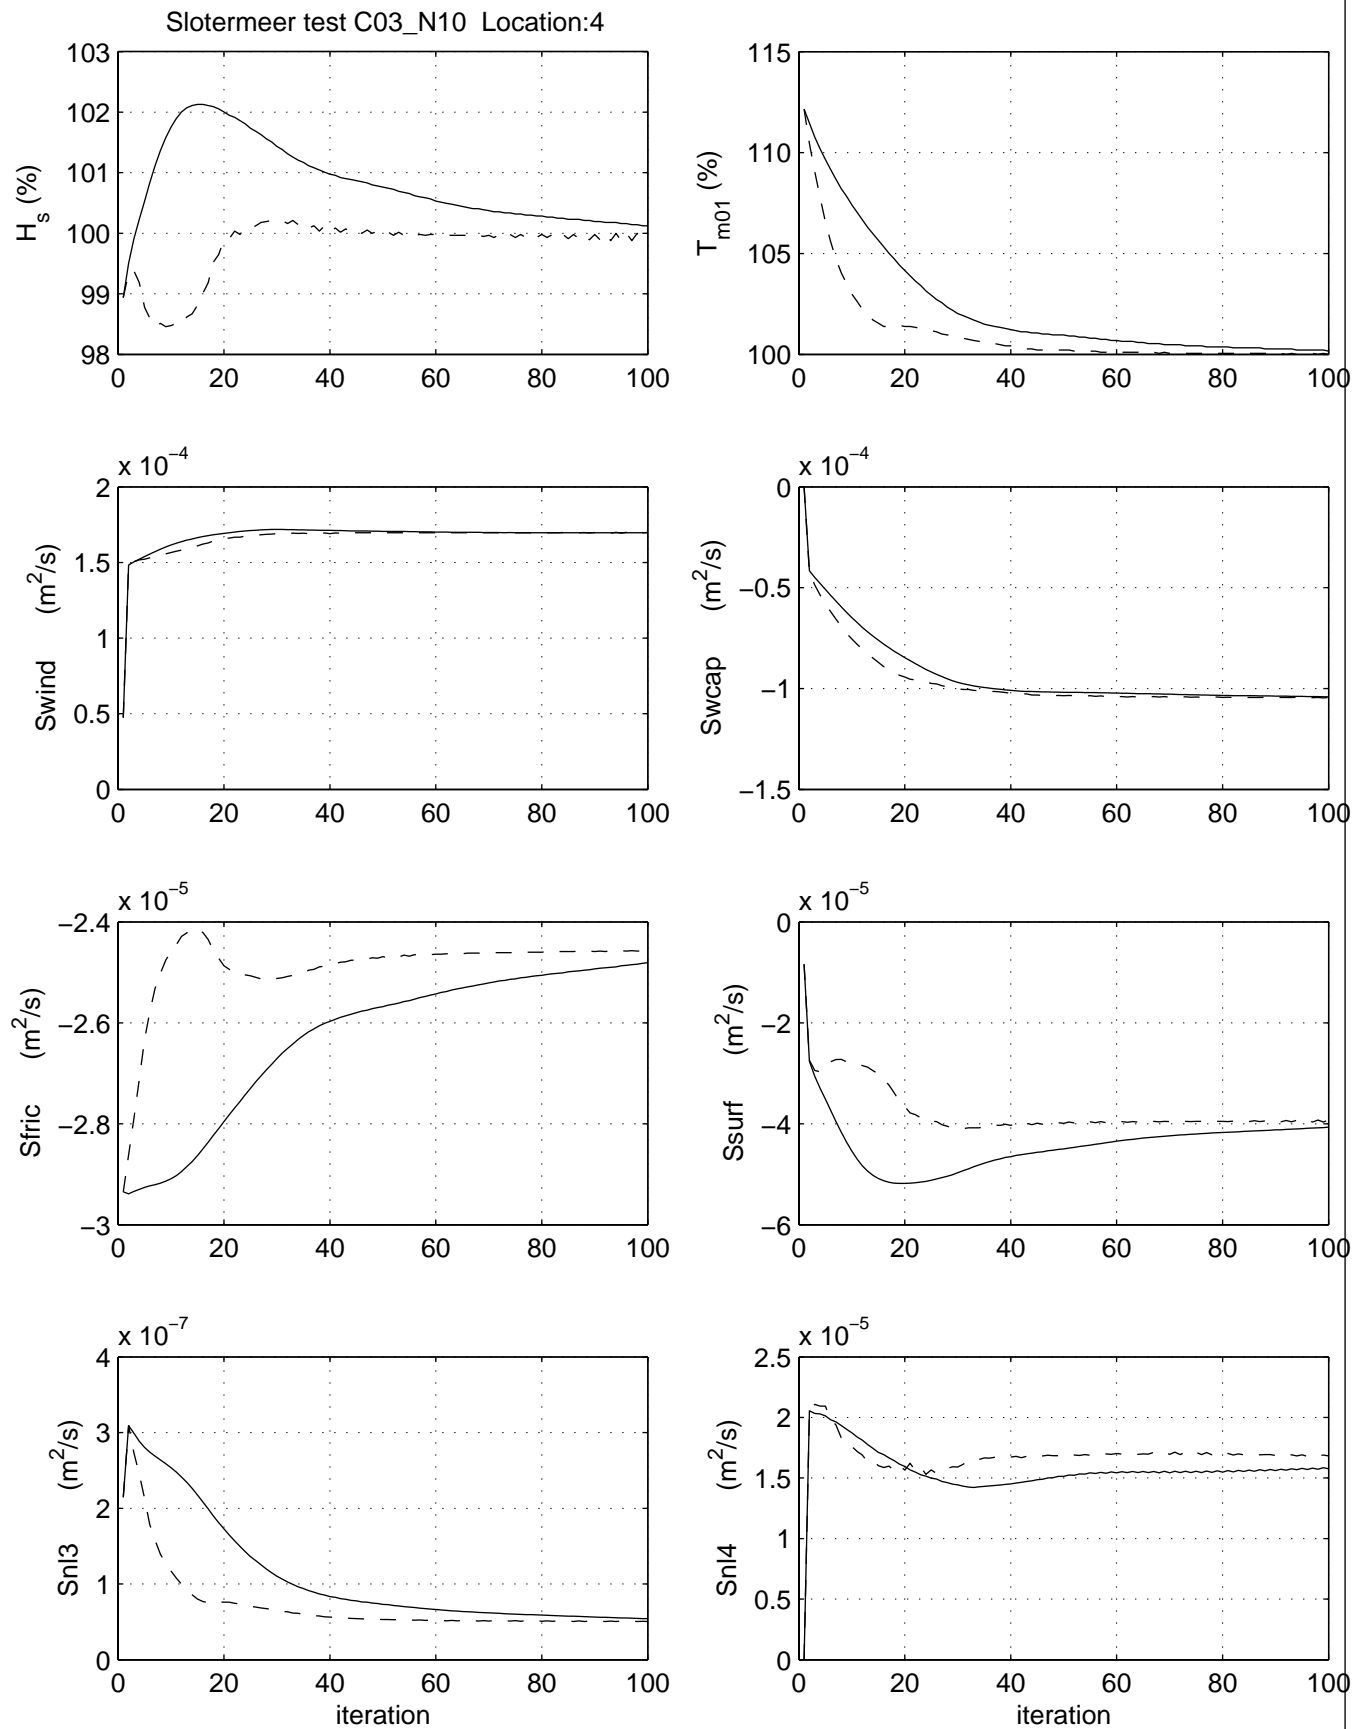 Slotermeer test C03_N10 Location:4
103
102
101
100
99
98
H_s (%)
0 20 40 60 80 100
115
110
105
100
T_m01 (%)
0 20 40 60 80 100
x 10^−4
2
1.5
1
0.5
0
Swind (m^2/s)
0 20 40 60 80 100
x 10^−4
0
−0.5
−1
−1.5
Swcap (m^2/s)
0 20 40 60 80 100
x 10^−5
−2.4
−2.6
−2.8
−3
Sfric (m^2/s)
0 20 40 60 80 100
x 10^−5
0
−2
−4
−6
Ssurf (m^2/s)
0 20 40 60 80 100
x 10^−7
4
3
2
1
0
Snl3 (m^2/s)
0 20 40 60 80 100
iteration
x 10^−5
2.5
2
1.5
1
0.5
0
Snl4 (m^2/s)
0 20 40 60 80 100
iteration